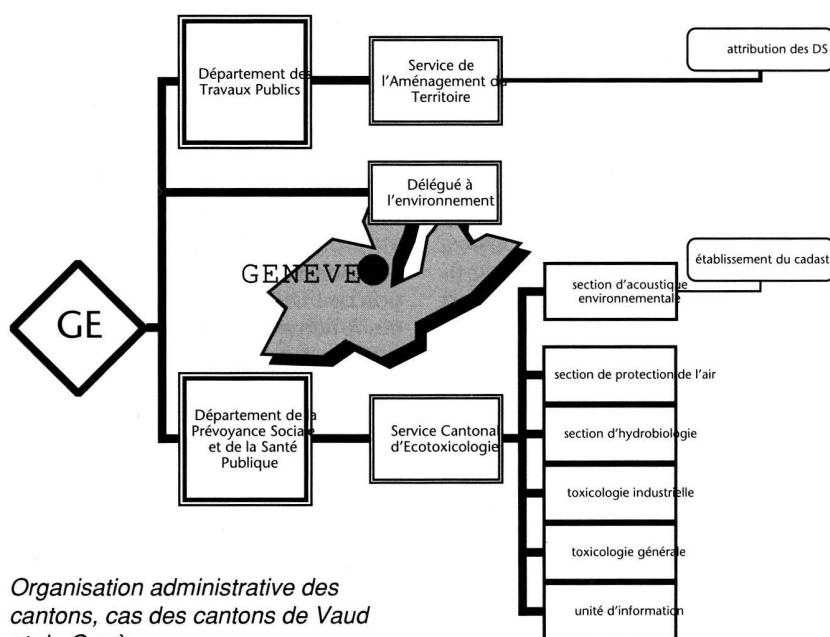 attribution des DS
Département des
Travaux Publics
Service de
l'Aménagement du
Territoire
Délégué à
l'environnement
GENEVE
établissement du cadast
section d'acoustique
environnementale
GE
section de protection de l'air
Département de la
Prévoyance Sociale
et de la Santé
Publique
Service Cantonal
d'Ecotoxicologie
section d'hydrobiologie
toxicologie industrielle
toxicologie générale
unité d'information
Organisation administrative des
cantons, cas des cantons de Vaud
et de Genève